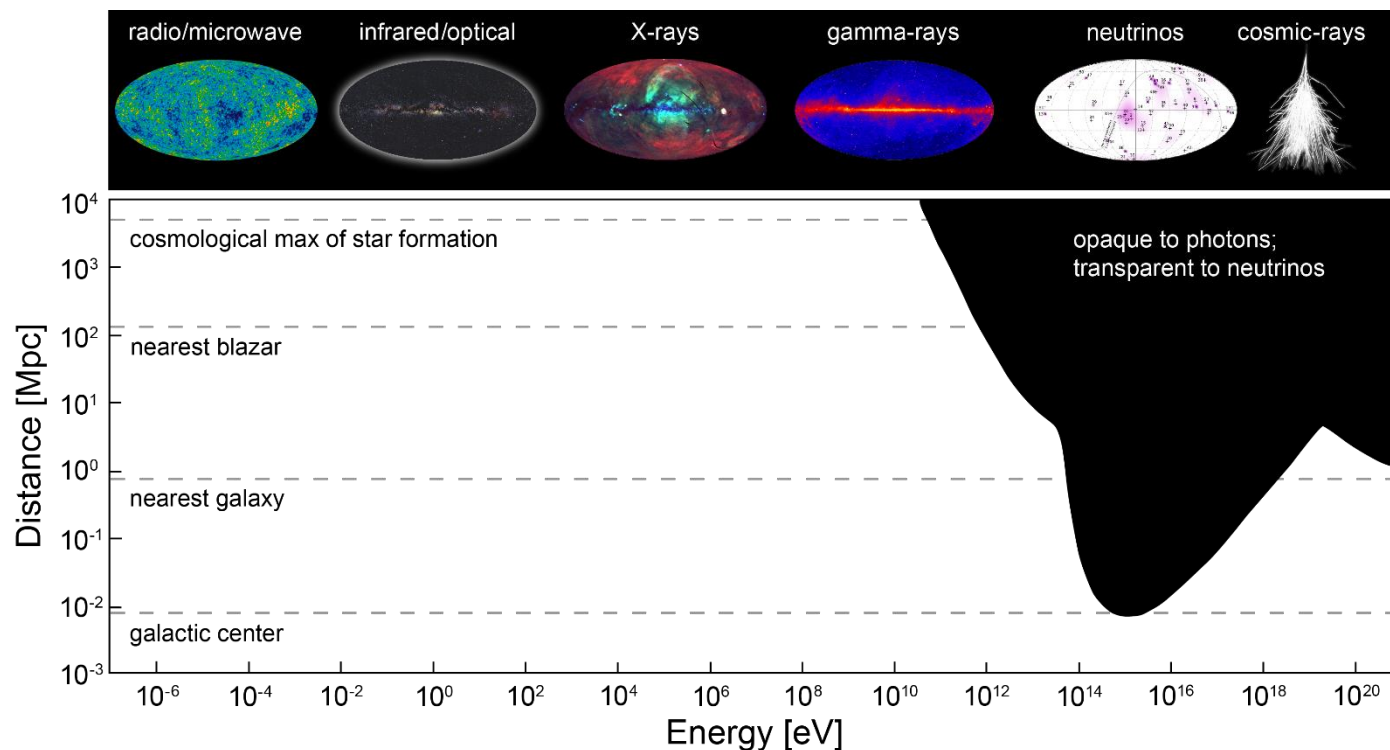 radio/microwave
infrared/optical
X-rays
gamma-rays
neutrinos
cosmic-rays
10⁴
10³
10²
10¹
10⁰
10⁻¹
10⁻²
10⁻³
Distance [Mpc]
cosmological max of star formation
nearest blazar
nearest galaxy
galactic center
opaque to photons;
transparent to neutrinos
10⁻⁶
10⁻⁴
10⁻²
10⁰
10²
10⁴
10⁶
10⁸
10¹⁰
10¹²
10¹⁴
10¹⁶
10¹⁸
10²⁰
Energy [eV]